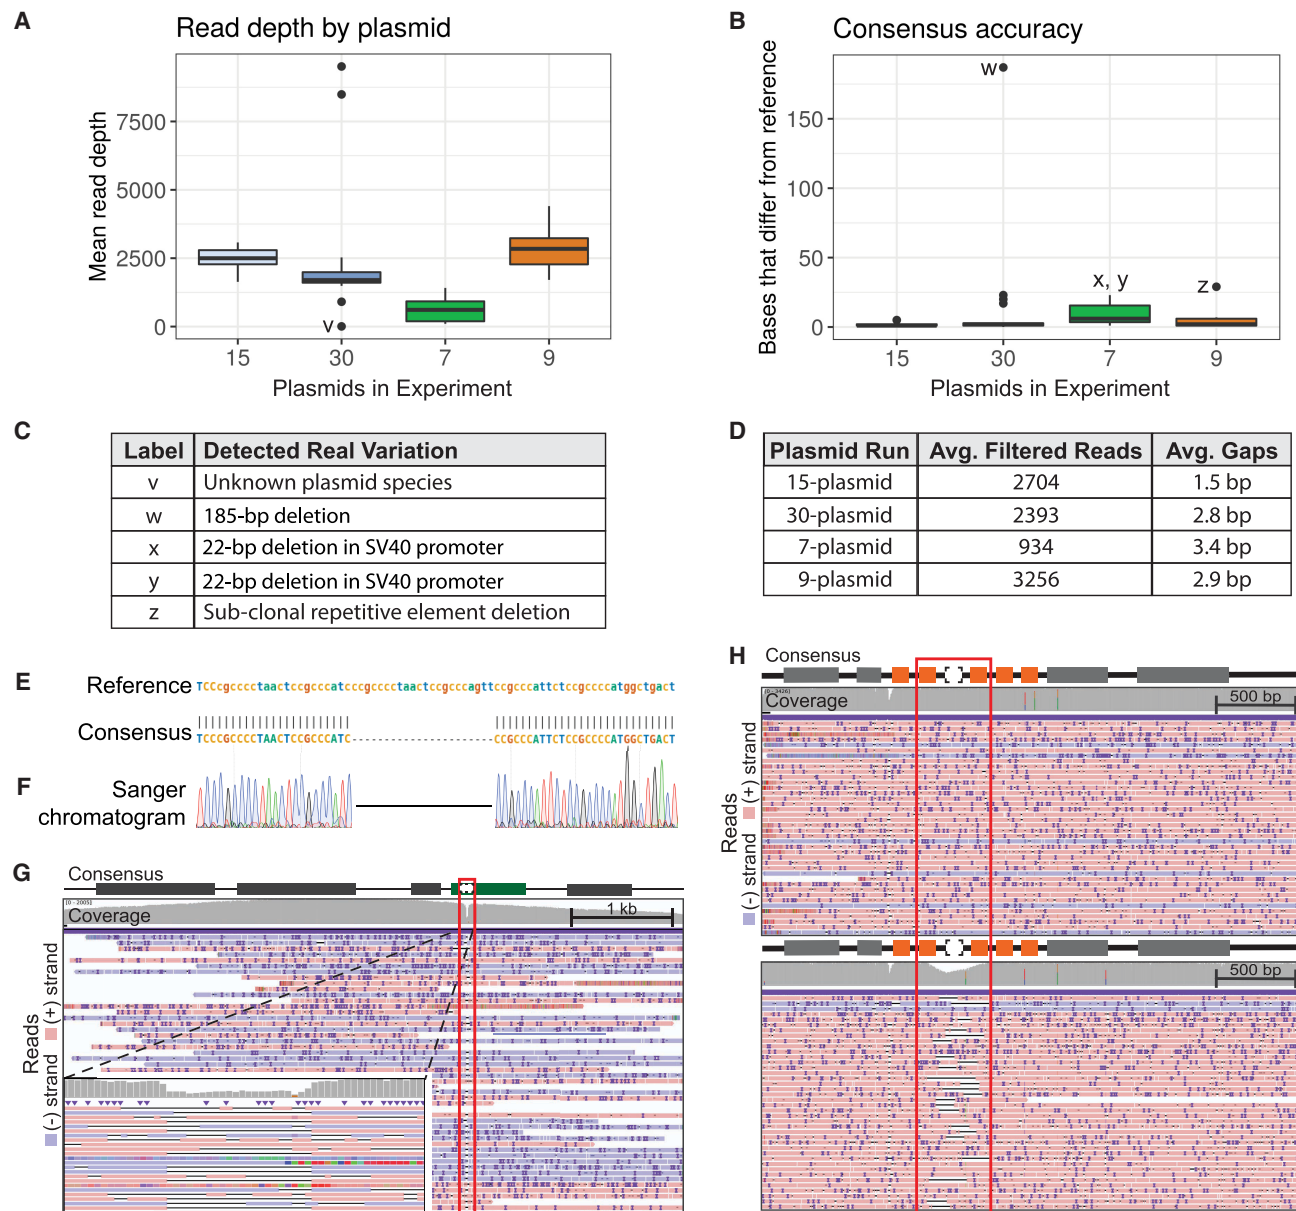 A
Read depth by plasmid
Mean read depth
7500
5000
2500
0
v
15
30
7
9
Plasmids in Experiment
B
Consensus accuracy
Bases that differ from reference
150
100
50
0
w
x, y
z
15
30
7
9
Plasmids in Experiment
C
Label Detected Real Variation
v Unknown plasmid species
w 185-bp deletion
x 22-bp deletion in SV40 promoter
y 22-bp deletion in SV40 promoter
z Sub-clonal repetitive element deletion
D
Plasmid Run Avg. Filtered Reads Avg. Gaps
15-plasmid 2704 1.5 bp
30-plasmid 2393 2.8 bp
7-plasmid 934 3.4 bp
9-plasmid 3256 2.9 bp
E
Reference TCCcgcccctaactccgcccatcccgcccctaactccgcccagttccgcccattctccgccccatggctgact
Consensus TCCCGCCCCTAACTCCGCCCATC---------------------CCGCCCATTCTCCGCCCCATGGCTGACT
F
Sanger
chromatogram
G
Consensus
[0 - 2005]
Coverage
1 kb
Reads
(-) strand (+) strand
H
Consensus
[0 - 3426]
Coverage
500 bp
Reads
(-) strand (+) strand
500 bp